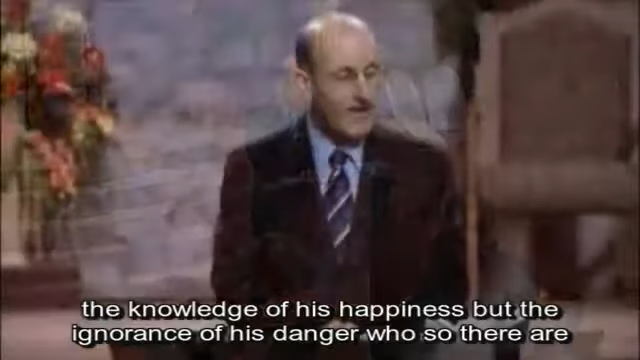 the knowledge of his happiness but the
ignorance of his danger who so there are